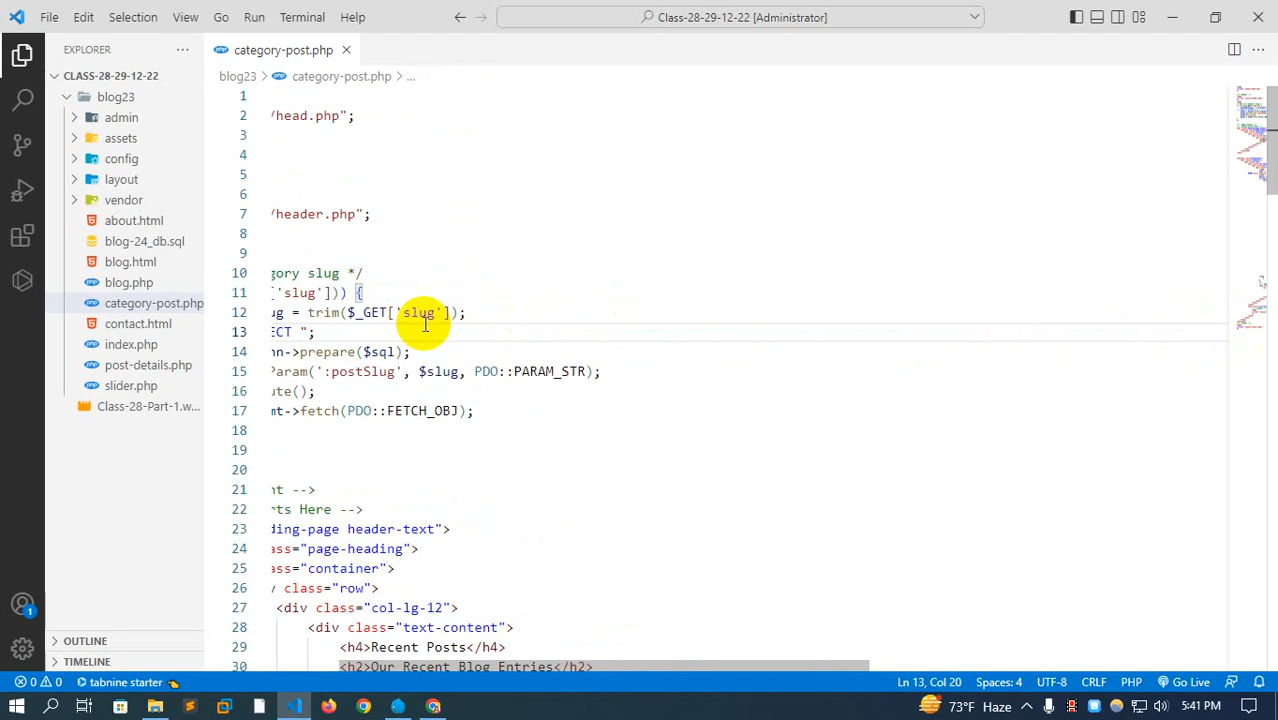 File Edit Selection View Go Run Terminal Help
Class-28-29-12-22 [Administrator]
EXPLORER
category-post.php
CLASS-28-29-12-22
blog23 > category-post.php > ...
blog23
admin
assets
config
layout
vendor
about.html
blog-24_db.sql
blog.html
blog.php
category-post.php
contact.html
index.php
post-details.php
slider.php
Class-28-Part-1.w...
OUTLINE
TIMELINE
1
2 /head.php";
3
4
5
6
7 /header.php";
8
9
10 gory slug */
11 ['slug'])) {
12 ug = trim($_GET['slug']);
13 ECT ";
14 nn->prepare($sql);
15 Param(':postSlug', $slug, PDO::PARAM_STR);
16 ute();
17 mt->fetch(PDO::FETCH_OBJ);
18
19
20
21 nt -->
22 rts Here -->
23 ding-page header-text">
24 ass="page-heading">
25 ass="container">
26 v class="row">
27 <div class="col-lg-12">
28 <div class="text-content">
29 <h4>Recent Posts</h4>
30 <h2>Our Recent Blog Entries</h2>
1
0 0 tabnine starter
Ln 13, Col 20 Spaces: 4 UTF-8 CRLF PHP Go Live
73°F Haze 5:41 PM